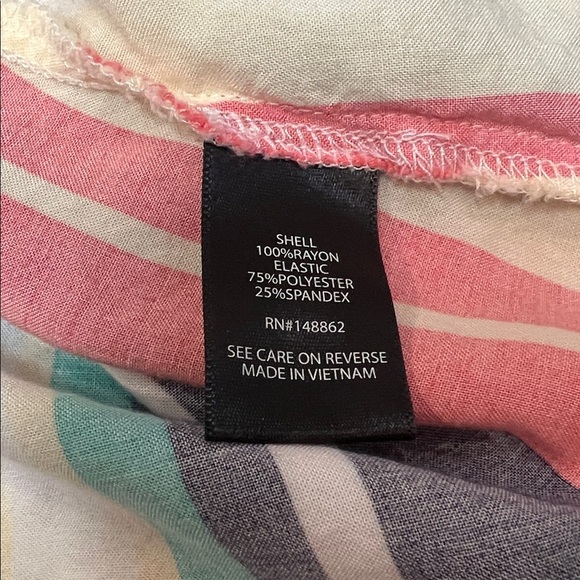 SHELL
100%RAYON
ELASTIC
75%POLYESTER
25%SPANDEX
RN#148862
SEE CARE ON REVERSE
MADE IN VIETNAM